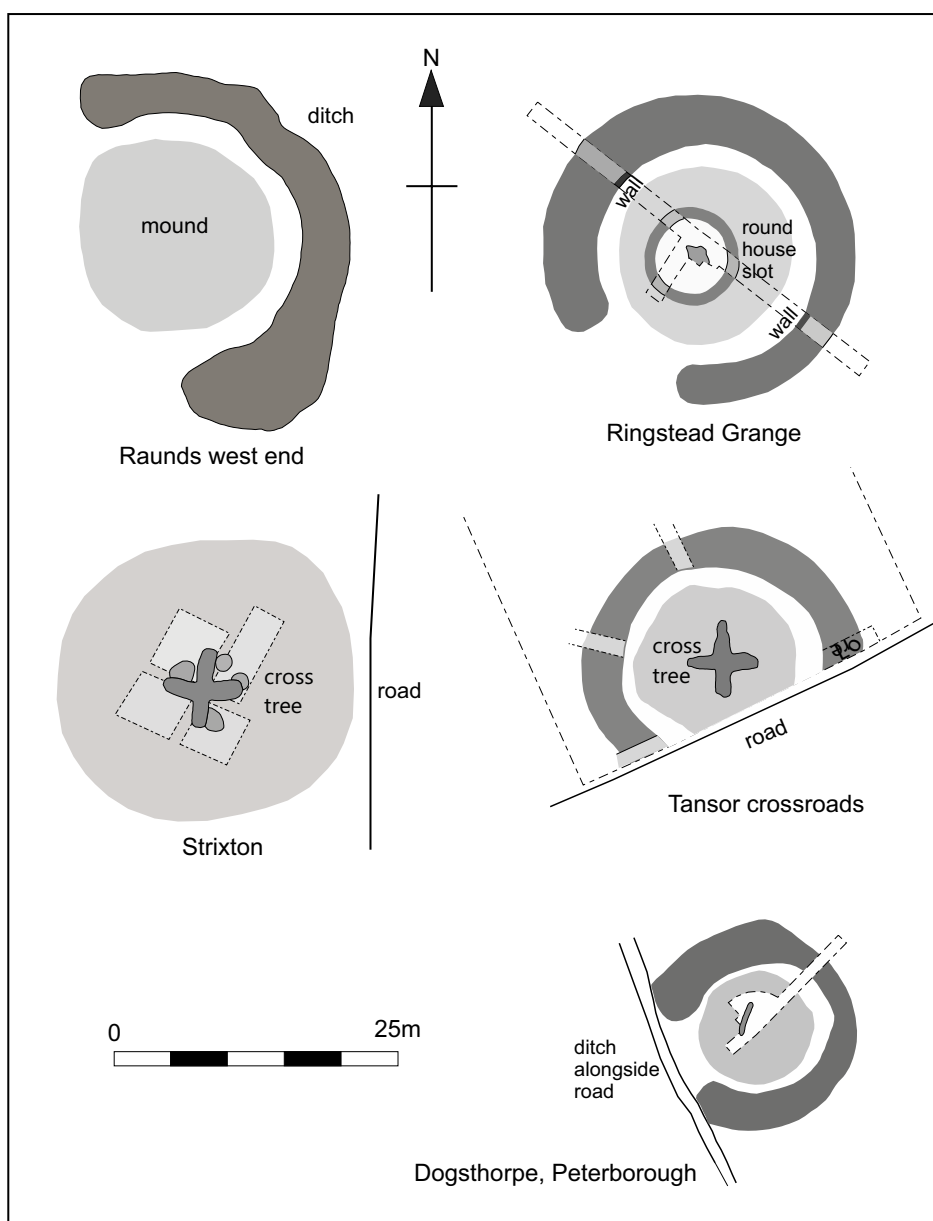 N
ditch
mound
Raunds west end
wall
round
house
slot
wall
Ringstead Grange
cross
tree
road
Strixton
cross
tree
road
Tansor crossroads
0
25m
ditch
alongside
road
Dogsthorpe, Peterborough